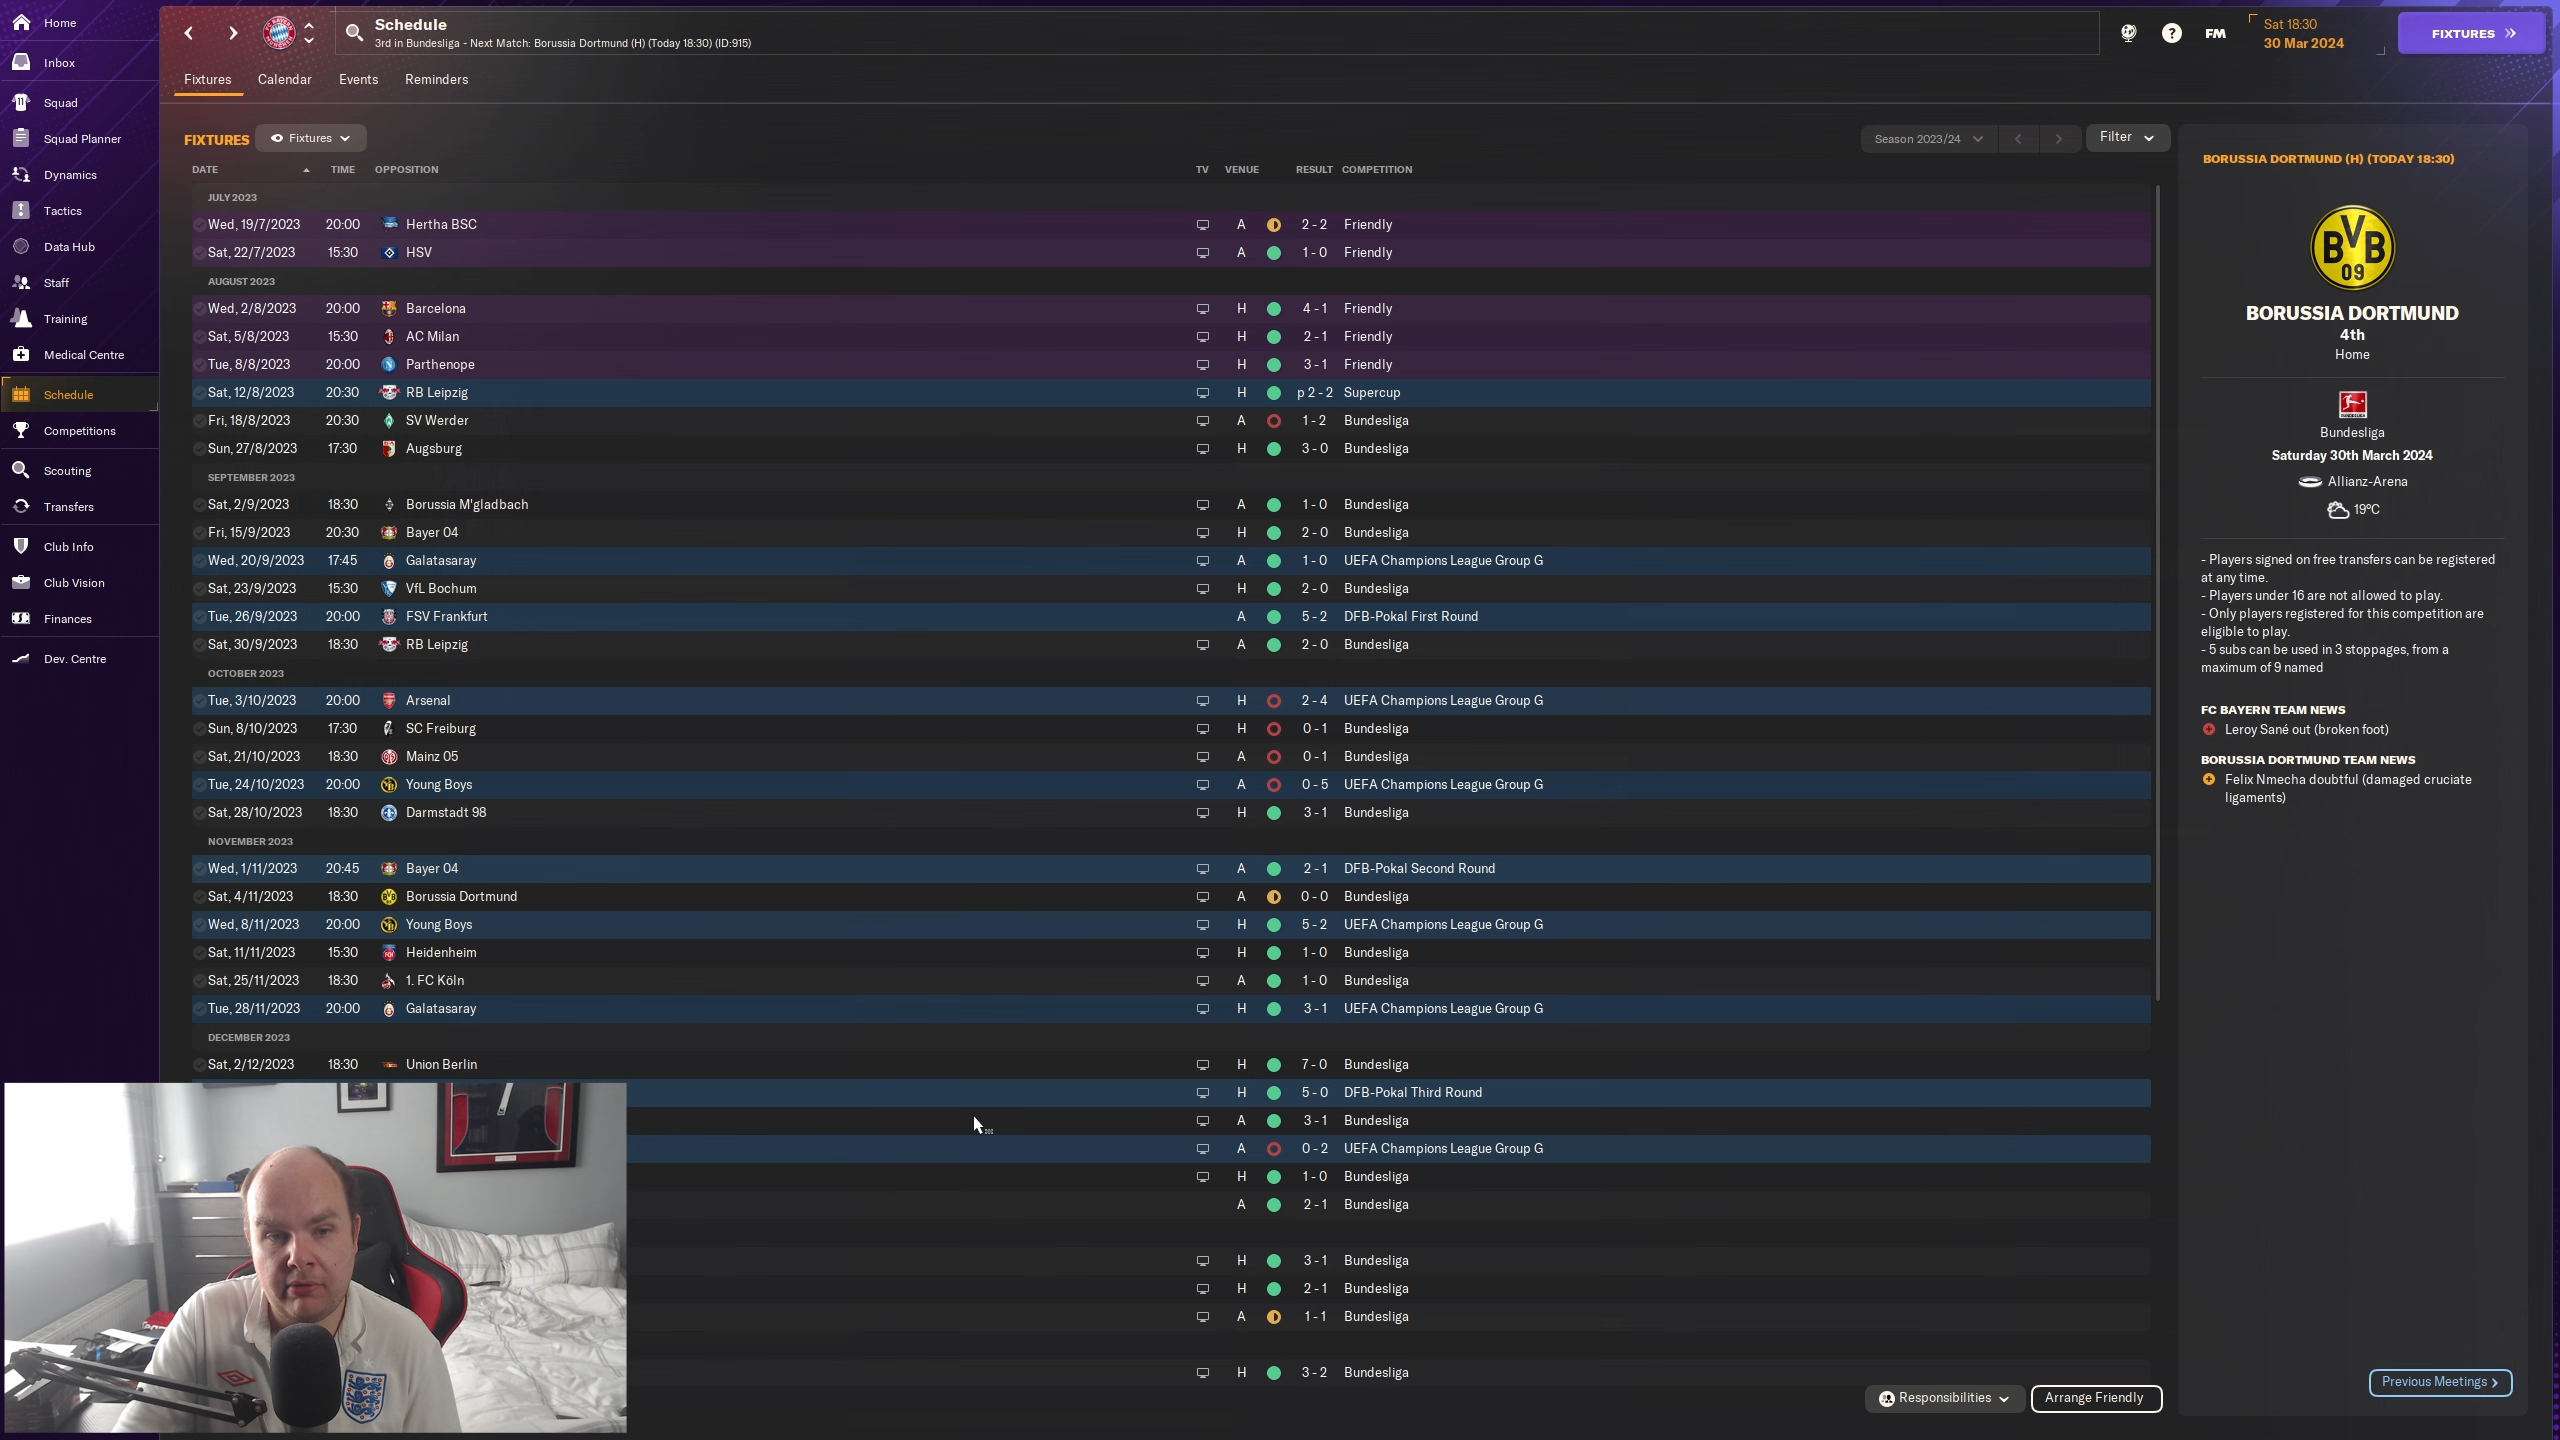 Home
Inbox
Squad
Squad Planner
Dynamics
Tactics
Data Hub
Staff
Training
Medical Centre
Schedule
Competitions
Scouting
Transfers
Club Info
Club Vision
Finances
Dev. Centre
Schedule
3rd in Bundesliga - Next Match: Borussia Dortmund (H) (Today 18:30) (ID:915)
FM
Sat 18:30
30 Mar 2024
FIXTURES
Fixtures Calendar Events Reminders
FIXTURES Fixtures Season 2023/24 Filter
DATE TIME OPPOSITION TV VENUE RESULT COMPETITION
JULY 2023
Wed, 19/7/2023 20:00 Hertha BSC A 2 - 2 Friendly
Sat, 22/7/2023 15:30 HSV A 1 - 0 Friendly
AUGUST 2023
Wed, 2/8/2023 20:00 Barcelona H 4 - 1 Friendly
Sat, 5/8/2023 15:30 AC Milan H 2 - 1 Friendly
Tue, 8/8/2023 20:00 Parthenope H 3 - 1 Friendly
Sat, 12/8/2023 20:30 RB Leipzig H p 2 - 2 Supercup
Fri, 18/8/2023 20:30 SV Werder A 1 - 2 Bundesliga
Sun, 27/8/2023 17:30 Augsburg H 3 - 0 Bundesliga
SEPTEMBER 2023
Sat, 2/9/2023 18:30 Borussia M'gladbach A 1 - 0 Bundesliga
Fri, 15/9/2023 20:30 Bayer 04 H 2 - 0 Bundesliga
Wed, 20/9/2023 17:45 Galatasaray A 1 - 0 UEFA Champions League Group G
Sat, 23/9/2023 15:30 VfL Bochum H 2 - 0 Bundesliga
Tue, 26/9/2023 20:00 FSV Frankfurt A 5 - 2 DFB-Pokal First Round
Sat, 30/9/2023 18:30 RB Leipzig A 2 - 0 Bundesliga
OCTOBER 2023
Tue, 3/10/2023 20:00 Arsenal H 2 - 4 UEFA Champions League Group G
Sun, 8/10/2023 17:30 SC Freiburg H 0 - 1 Bundesliga
Sat, 21/10/2023 18:30 Mainz 05 A 0 - 1 Bundesliga
Tue, 24/10/2023 20:00 Young Boys A 0 - 5 UEFA Champions League Group G
Sat, 28/10/2023 18:30 Darmstadt 98 H 3 - 1 Bundesliga
NOVEMBER 2023
Wed, 1/11/2023 20:45 Bayer 04 A 2 - 1 DFB-Pokal Second Round
Sat, 4/11/2023 18:30 Borussia Dortmund A 0 - 0 Bundesliga
Wed, 8/11/2023 20:00 Young Boys H 5 - 2 UEFA Champions League Group G
Sat, 11/11/2023 15:30 Heidenheim H 1 - 0 Bundesliga
Sat, 25/11/2023 18:30 1. FC Köln A 1 - 0 Bundesliga
Tue, 28/11/2023 20:00 Galatasaray H 3 - 1 UEFA Champions League Group G
DECEMBER 2023
Sat, 2/12/2023 18:30 Union Berlin H 7 - 0 Bundesliga
H 5 - 0 DFB-Pokal Third Round
A 3 - 1 Bundesliga
A 0 - 2 UEFA Champions League Group G
H 1 - 0 Bundesliga
A 2 - 1 Bundesliga
H 3 - 1 Bundesliga
H 2 - 1 Bundesliga
A 1 - 1 Bundesliga
H 3 - 2 Bundesliga
Responsibilities Arrange Friendly
BORUSSIA DORTMUND (H) (TODAY 18:30)
BVB
09
BORUSSIA DORTMUND
4th
Home
BUNDESLIGA
Bundesliga
Saturday 30th March 2024
Allianz-Arena
19°C
- Players signed on free transfers can be registered
at any time.
- Players under 16 are not allowed to play.
- Only players registered for this competition are
eligible to play.
- 5 subs can be used in 3 stoppages, from a
maximum of 9 named
FC BAYERN TEAM NEWS
Leroy Sané out (broken foot)
BORUSSIA DORTMUND TEAM NEWS
Felix Nmecha doubtful (damaged cruciate
ligaments)
Previous Meetings